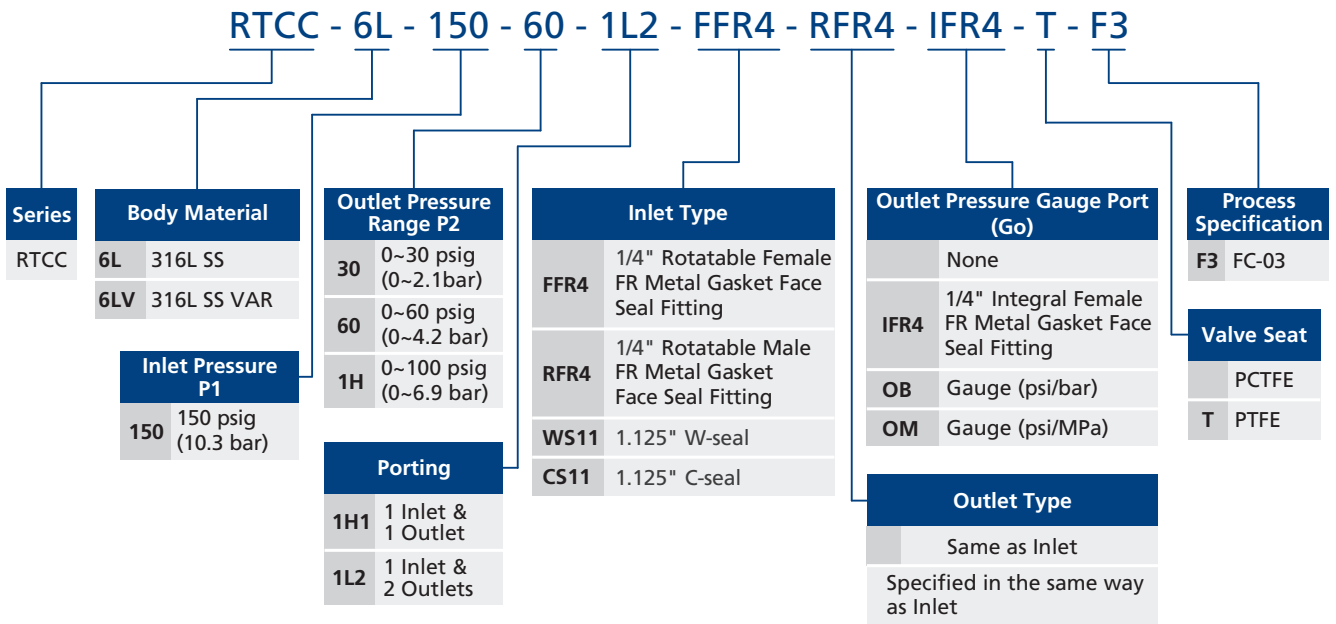 RTCC - 6L - 150 - 60 - 1L2 - FFR4 - RFR4 - IFR4 - T - F3
Series
RTCC
Body Material
6L 316L SS
6LV 316L SS VAR
Inlet Pressure
P1
150 150 psig
(10.3 bar)
Outlet Pressure
Range P2
30 0~30 psig
(0~2.1bar)
60 0~60 psig
(0~4.2 bar)
1H 0~100 psig
(0~6.9 bar)
Porting
1H1 1 Inlet &
1 Outlet
1L2 1 Inlet &
2 Outlets
Inlet Type
FFR4 1/4" Rotatable Female
FR Metal Gasket Face
Seal Fitting
RFR4 1/4" Rotatable Male
FR Metal Gasket
Face Seal Fitting
WS11 1.125" W-seal
CS11 1.125" C-seal
Outlet Pressure Gauge Port
(Go)
None
IFR4 1/4" Integral Female
FR Metal Gasket Face
Seal Fitting
OB Gauge (psi/bar)
OM Gauge (psi/MPa)
Outlet Type
Same as Inlet
Specified in the same way
as Inlet
Process
Specification
F3 FC-03
Valve Seat
PCTFE
T PTFE